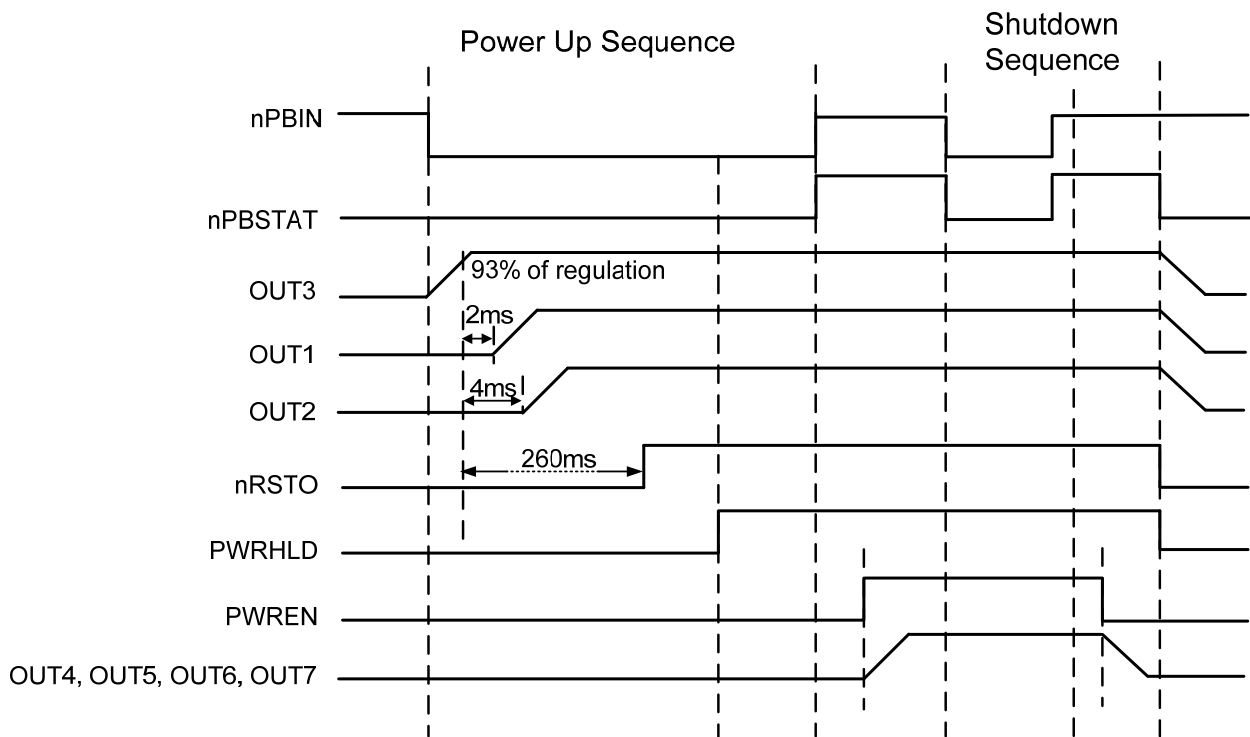 Power Up Sequence
Shutdown
Sequence
nPBIN
nPBSTAT
93% of regulation
OUT3
2ms
OUT1
4ms
OUT2
260ms
nRSTO
PWRHLD
PWREN
OUT4, OUT5, OUT6, OUT7